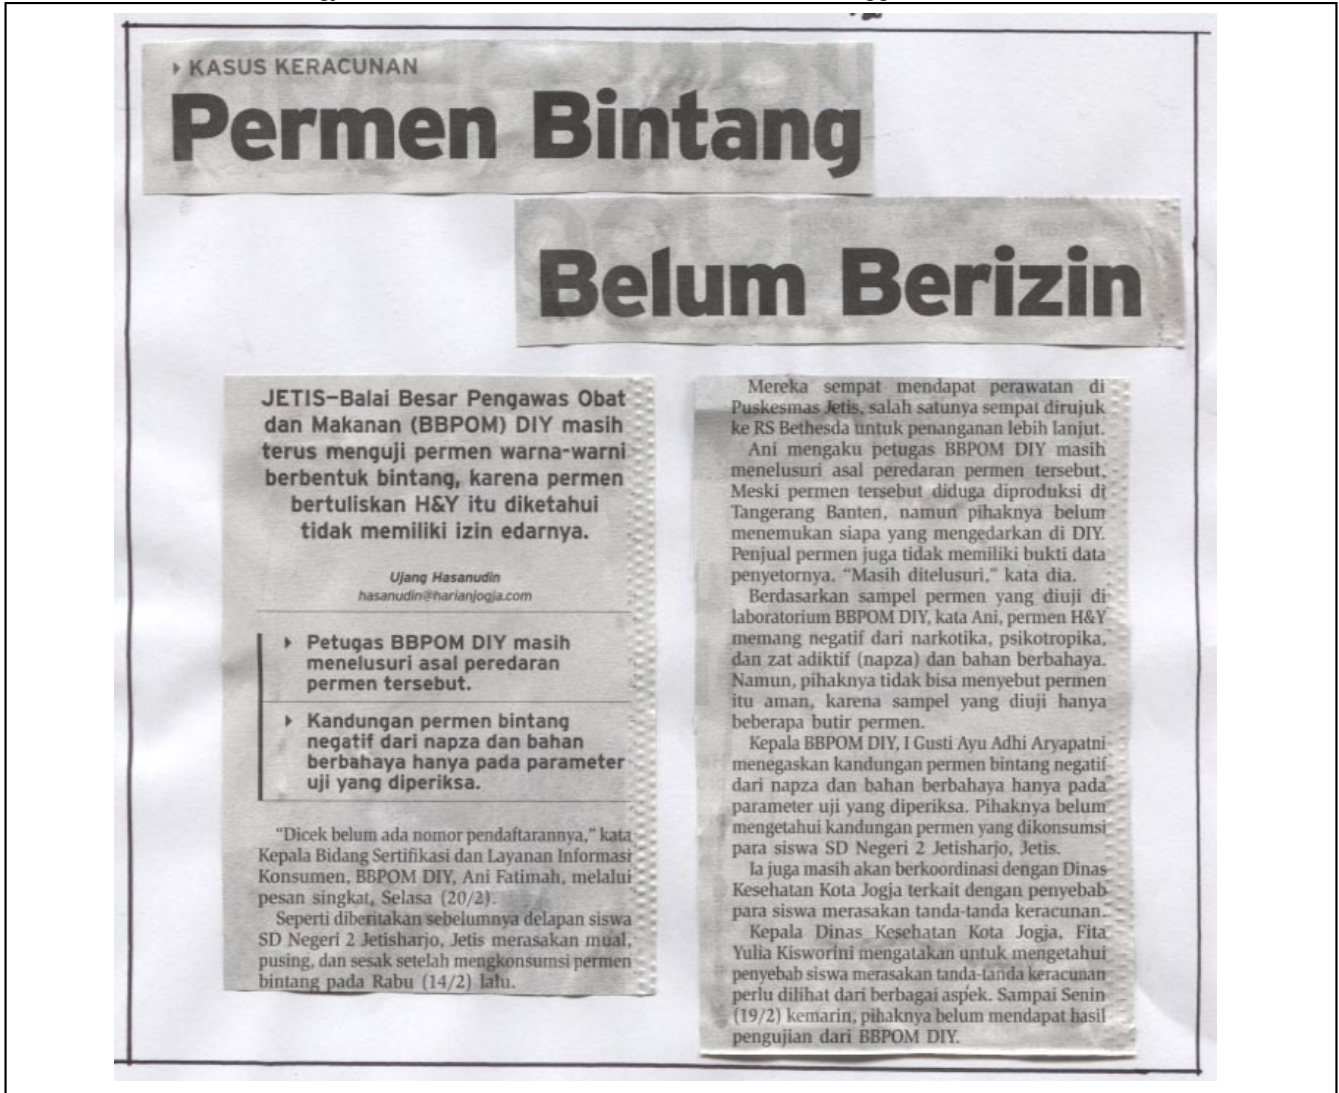 KASUS KERACUNAN
Permen Bintang
Belum Berizin
JETIS–Balai Besar Pengawas Obat
dan Makanan (BBPOM) DIY masih
terus menguji permen warna-warni
berbentuk bintang, karena permen
bertuliskan H&Y itu diketahui
tidak memiliki izin edarnya.
Ujang Hasanudin
hasanudin@harianjogja.com
Petugas BBPOM DIY masih
menelusuri asal peredaran
permen tersebut.
Kandungan permen bintang
negatif dari napza dan bahan
berbahaya hanya pada parameter
uji yang diperiksa.
"Dicek belum ada nomor pendaftarannya," kata
Kepala Bidang Sertifikasi dan Layanan Informasi
Konsumen, BBPOM DIY, Ani Fatimah, melalui
pesan singkat, Selasa (20/2).
Seperti diberitakan sebelumnya delapan siswa
SD Negeri 2 Jetisharjo, Jetis merasakan mual,
pusing, dan sesak setelah mengkonsumsi permen
bintang pada Rabu (14/2) lalu.
Mereka sempat mendapat perawatan di
Puskesmas Jetis, salah satunya sempat dirujuk
ke RS Bethesda untuk penanganan lebih lanjut.
Ani mengaku petugas BBPOM DIY masih
menelusuri asal peredaran permen tersebut.
Meski permen tersebut diduga diproduksi di
Tangerang Banten, namun pihaknya belum
menemukan siapa yang mengedarkan di DIY.
Penjual permen juga tidak memiliki bukti data
penyetornya. "Masih ditelusuri," kata dia.
Berdasarkan sampel permen yang diuji di
laboratorium BBPOM DIY, kata Ani, permen H&Y
memang negatif dari narkotika, psikotropika,
dan zat adiktif (napza) dan bahan berbahaya.
Namun, pihaknya tidak bisa menyebut permen
itu aman, karena sampel yang diuji hanya
beberapa butir permen.
Kepala BBPOM DIY, I Gusti Ayu Adhi Aryapatni
menegaskan kandungan permen bintang negatif
dari napza dan bahan berbahaya hanya pada
parameter uji yang diperiksa. Pihaknya belum
mengetahui kandungan permen yang dikonsumsi
para siswa SD Negeri 2 Jetisharjo, Jetis.
Ia juga masih akan berkoordinasi dengan Dinas
Kesehatan Kota Jogja terkait dengan penyebab
para siswa merasakan tanda-tanda keracunan.
Kepala Dinas Kesehatan Kota Jogja, Fita
Yulia Kisworini mengatakan untuk mengetahui
penyebab siswa merasakan tanda-tanda keracunan
perlu dilihat dari berbagai aspek. Sampai Senin
(19/2) kemarin, pihaknya belum mendapat hasil
pengujian dari BBPOM DIY.